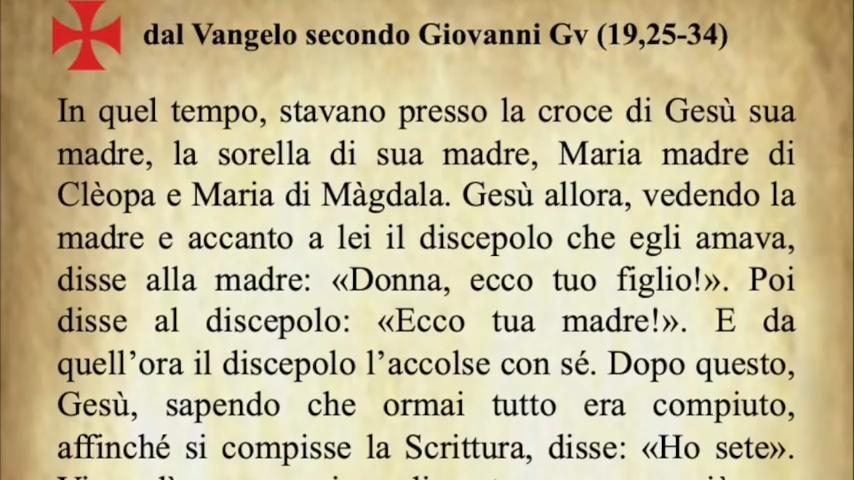 dal Vangelo secondo Giovanni Gv (19,25-34)
In quel tempo, stavano presso la croce di Gesù sua
madre, la sorella di sua madre, Maria madre di
Clèopa e Maria di Màgdala. Gesù allora, vedendo la
madre e accanto a lei il discepolo che egli amava,
disse alla madre: «Donna, ecco tuo figlio!». Poi
disse al discepolo: «Ecco tua madre!». E da
quell’ora il discepolo l’accolse con sé. Dopo questo,
Gesù, sapendo che ormai tutto era compiuto,
affinché si compisse la Scrittura, disse: «Ho sete».